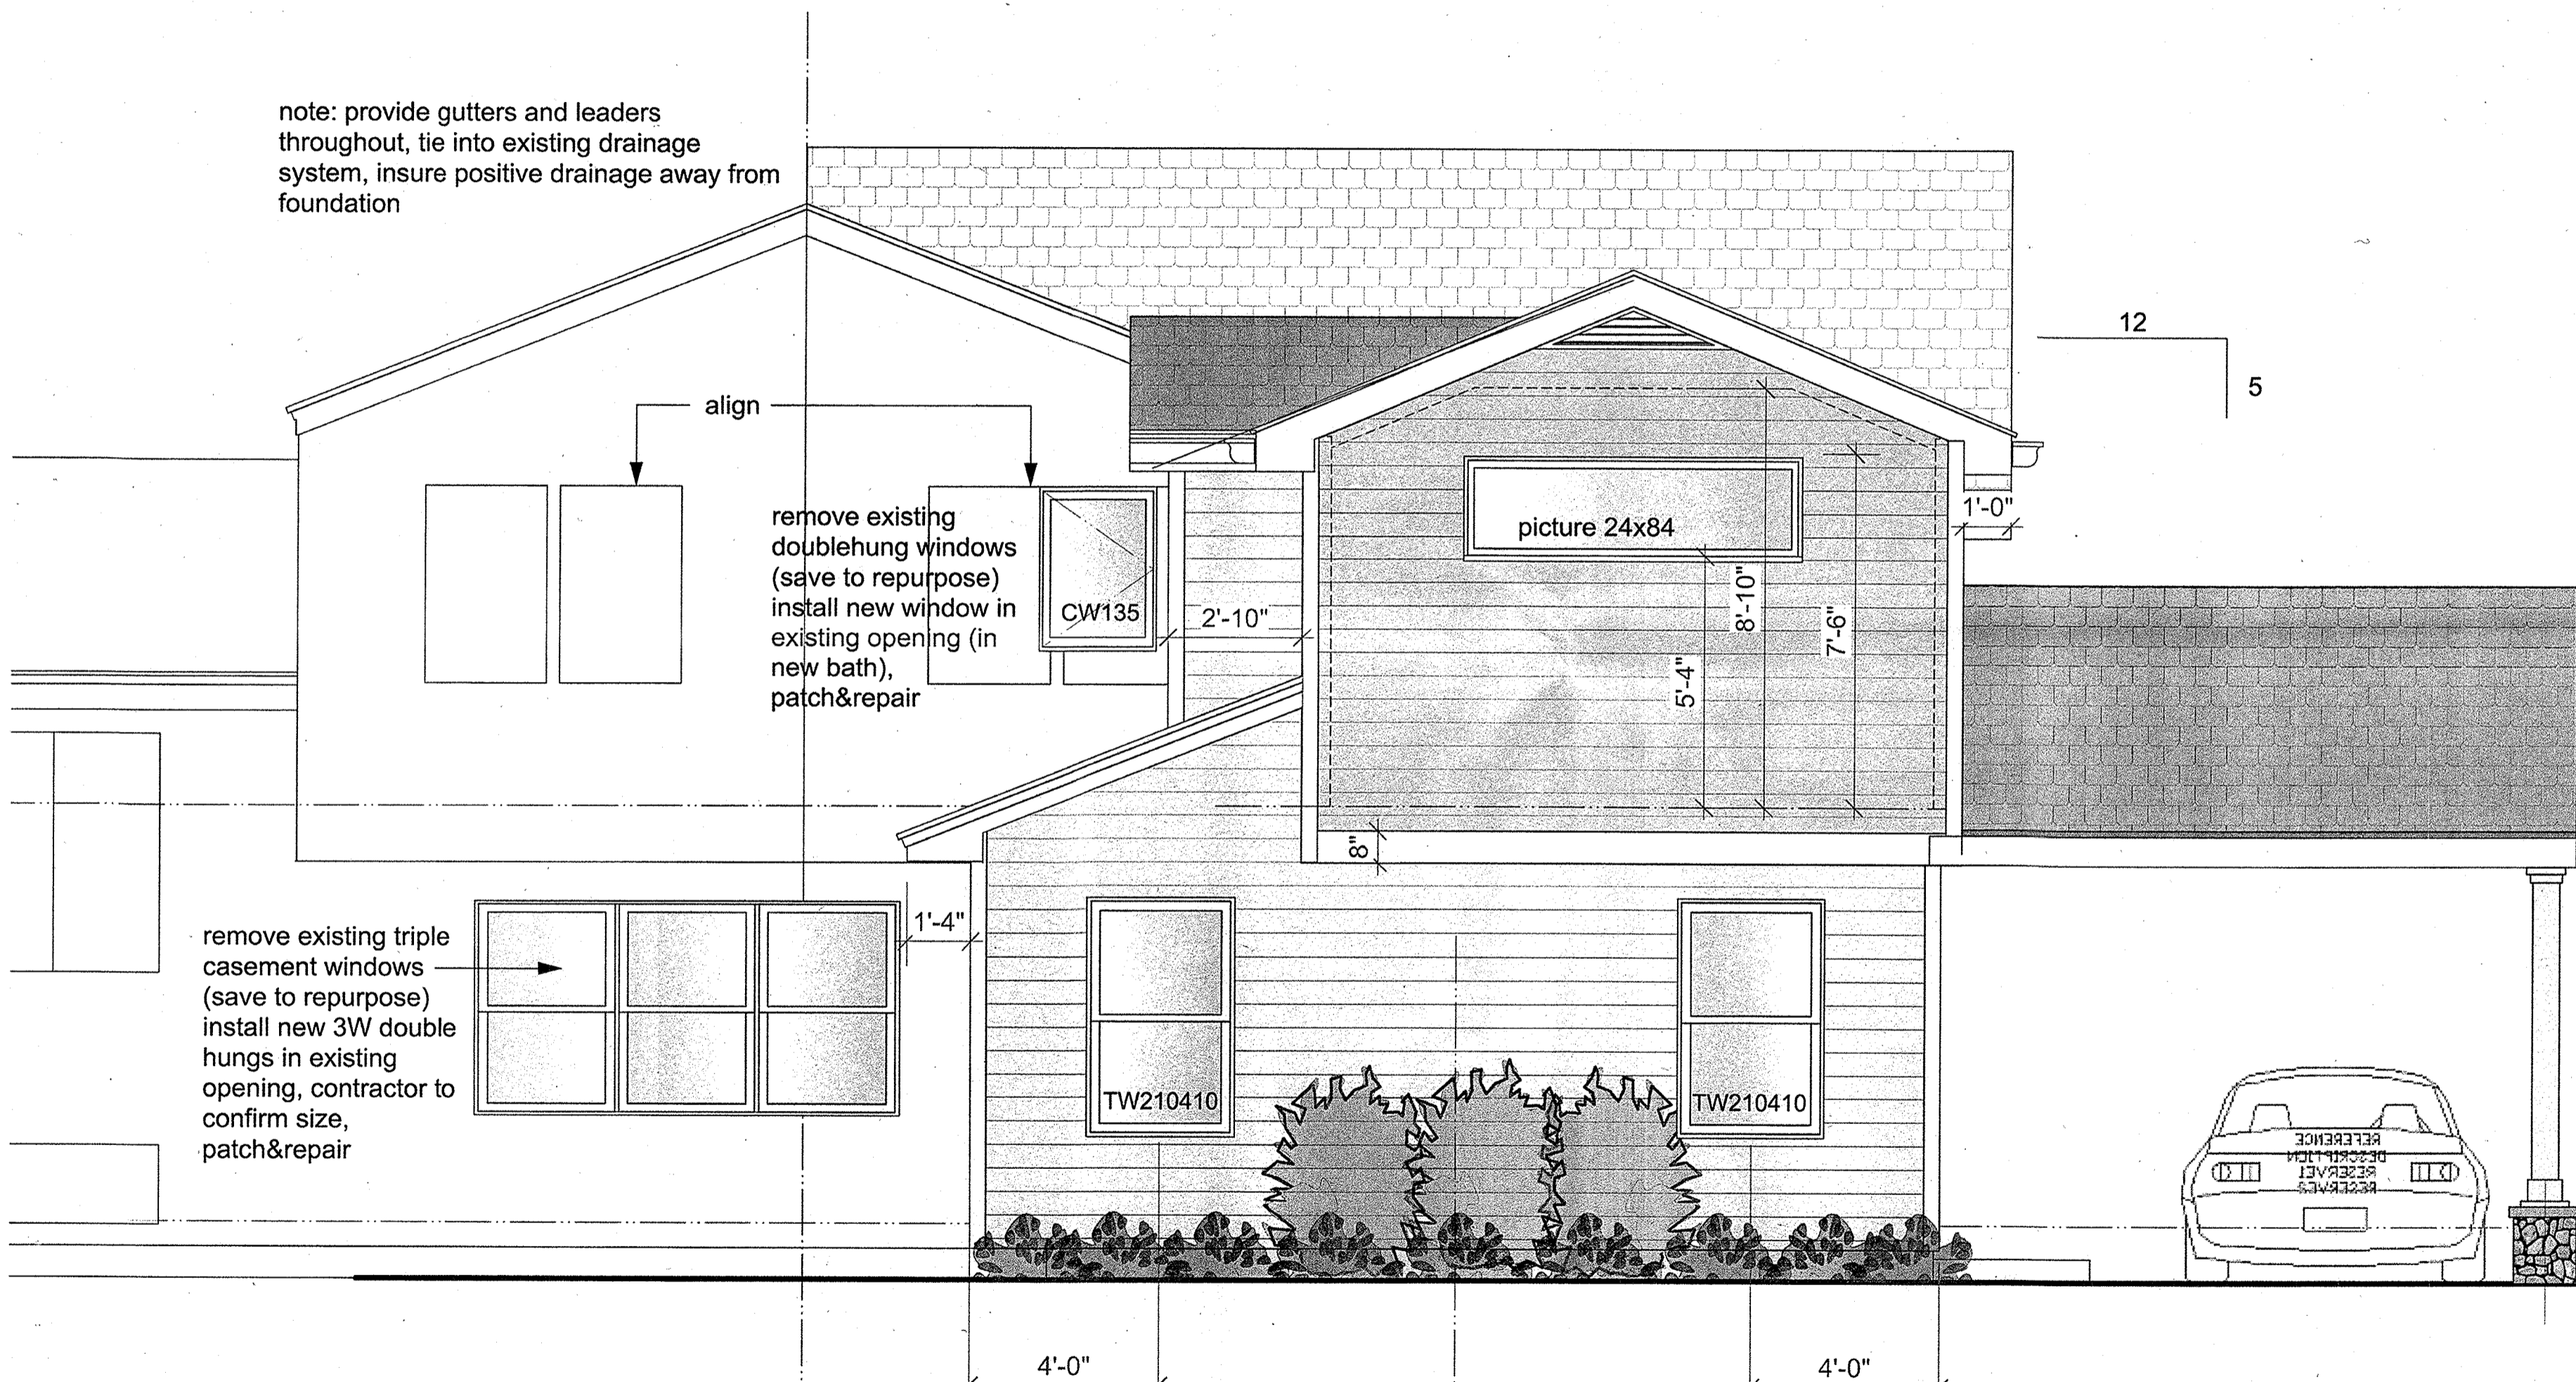 note: provide gutters and leaders
throughout, tie into existing drainage
system, insure positive drainage away from
foundation
12
5
align
remove existing
doublehung windows
(save to repurpose)
install new window in
existing opening (in
new bath),
patch&repair
CW135
2'-10"
picture 24x84
5'-4"
8'-10"
7'-6"
1'-0"
8"
1'-4"
remove existing triple
casement windows
(save to repurpose)
install new 3W double
hungs in existing
opening, contractor to
confirm size,
patch&repair
TW210410
TW210410
REFERENCE
4'-0"
4'-0"